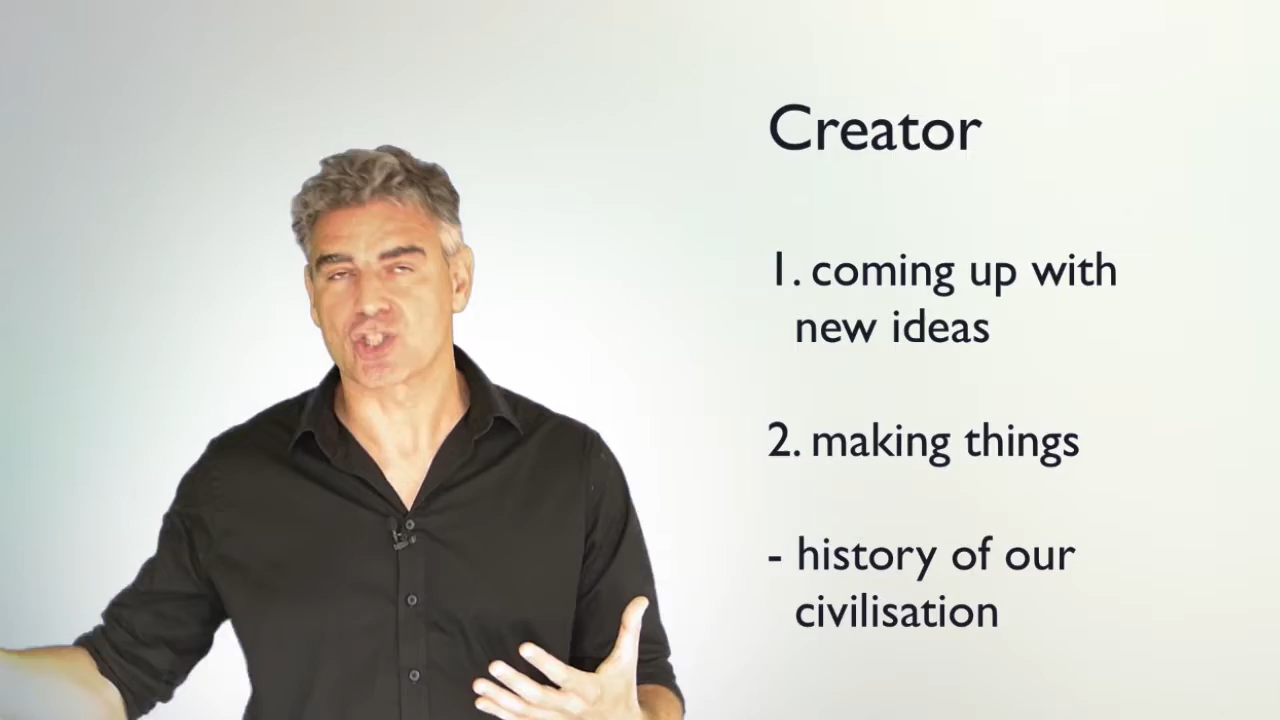 Creator
1. coming up with
new ideas
2. making things
- history of our
civilisation